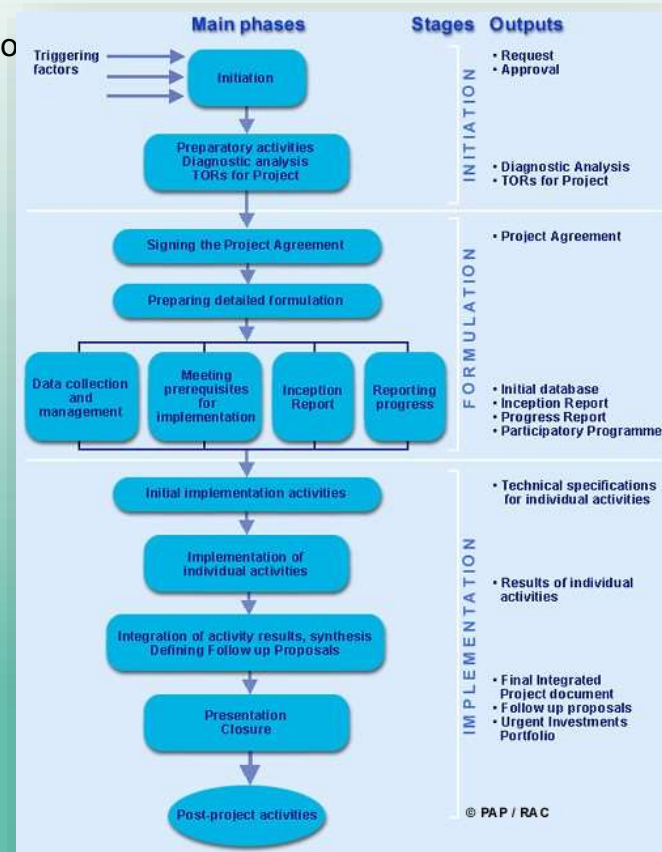 o
Main phases
Stages
Outputs
Triggering
factors
Initiation
• Request
• Approval
Preparatory activities
Diagnostic analysis
TORs for Project
• Diagnostic Analysis
• TORs for Project
INITIATION
Signing the Project Agreement
• Project Agreement
Preparing detailed formulation
Data collection
and
management
Meeting
prerequisites
for
implementation
Inception
Report
Reporting
progress
• Initial database
• Inception Report
• Progress Report
• Participatory Programme
FORMULATION
Initial implementation activities
• Technical specifications
for individual activities
Implementation of
individual activities
• Results of individual
activities
Integration of activity results, synthesis
Defining Follow up Proposals
Presentation
Closure
• Final Integrated
Project document
• Follow up proposals
• Urgent Investments
Portfolio
IMPLEMENTATION
Post-project activities
© PAP / RAC